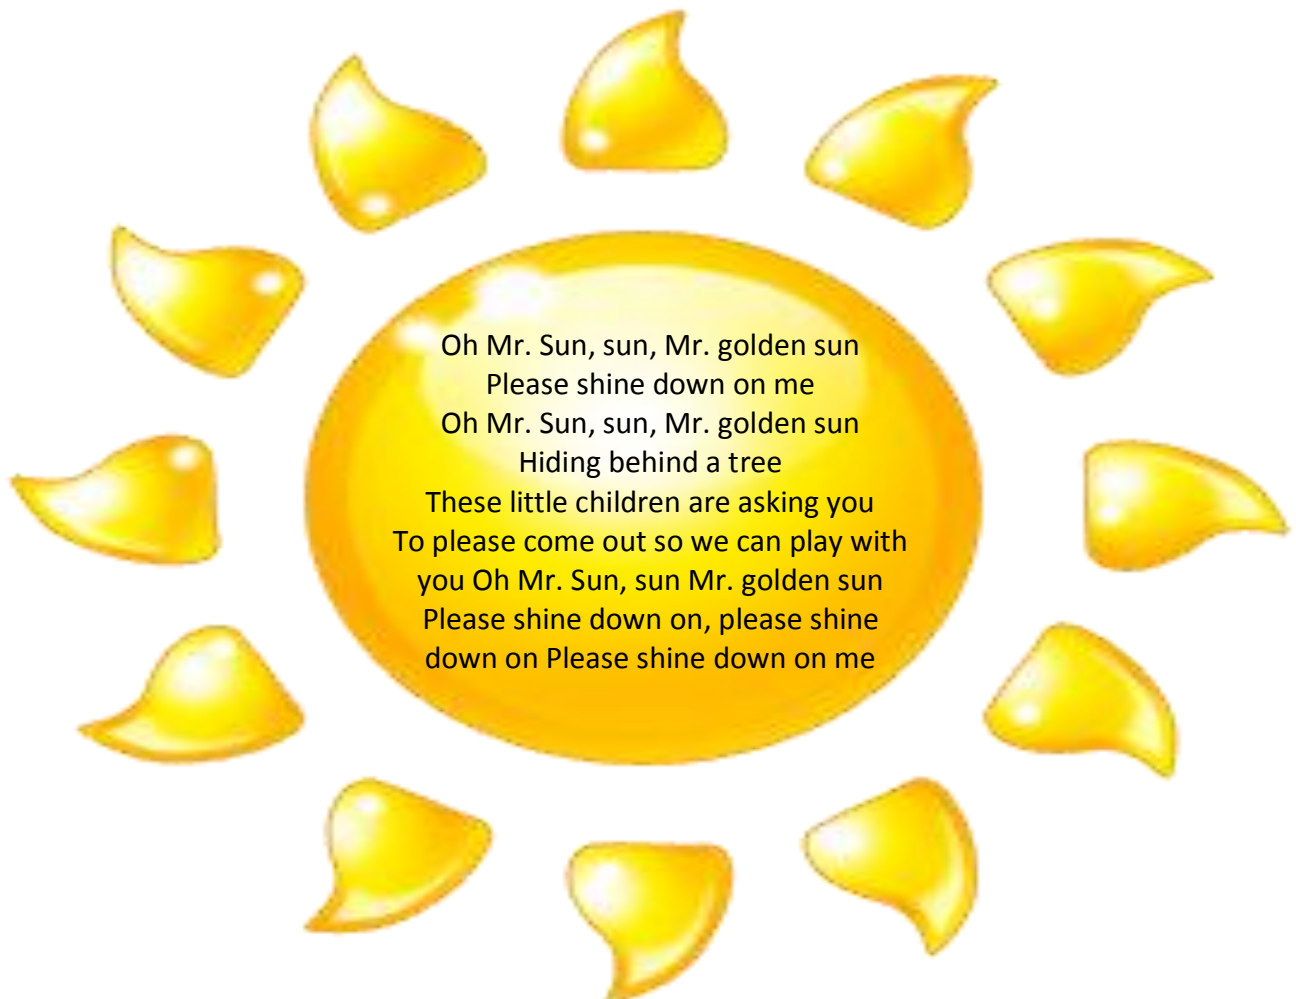 Oh Mr. Sun, sun, Mr. golden sun
Please shine down on me
Oh Mr. Sun, sun, Mr. golden sun
Hiding behind a tree
These little children are asking you
To please come out so we can play with
you Oh Mr. Sun, sun Mr. golden sun
Please shine down on, please shine
down on Please shine down on me